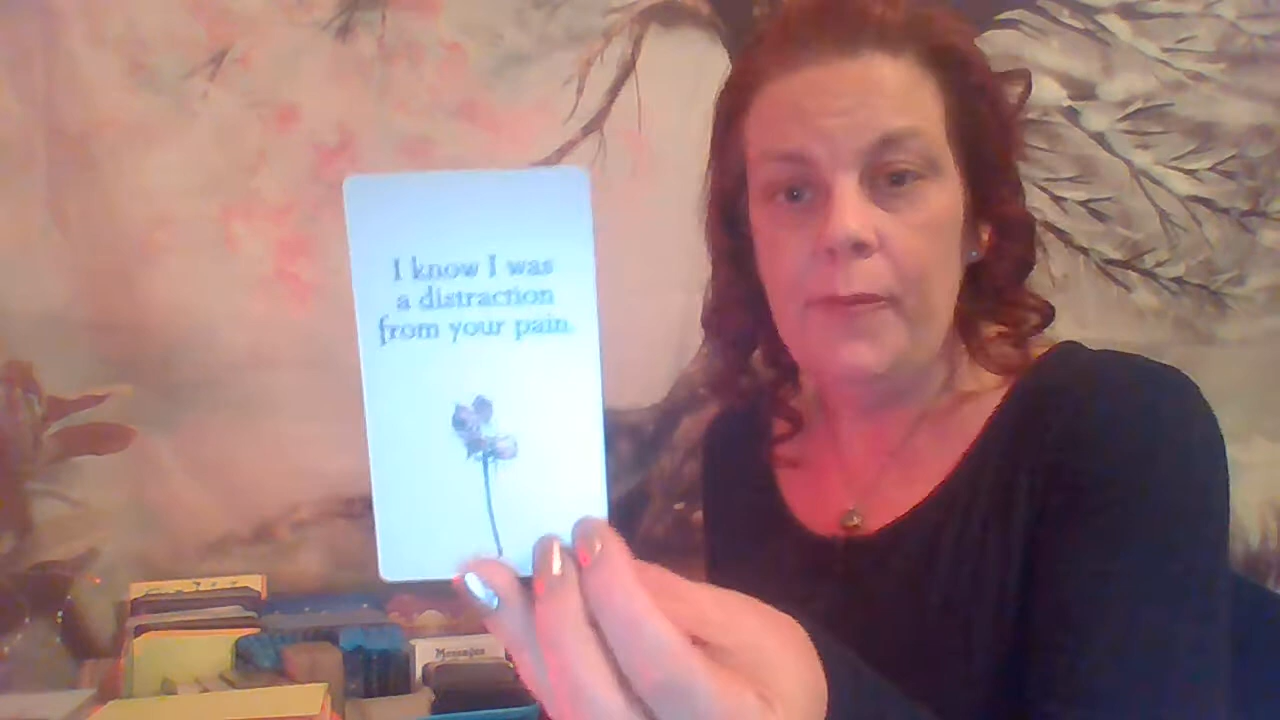 I know I was
a distraction
from your pain.
Messages